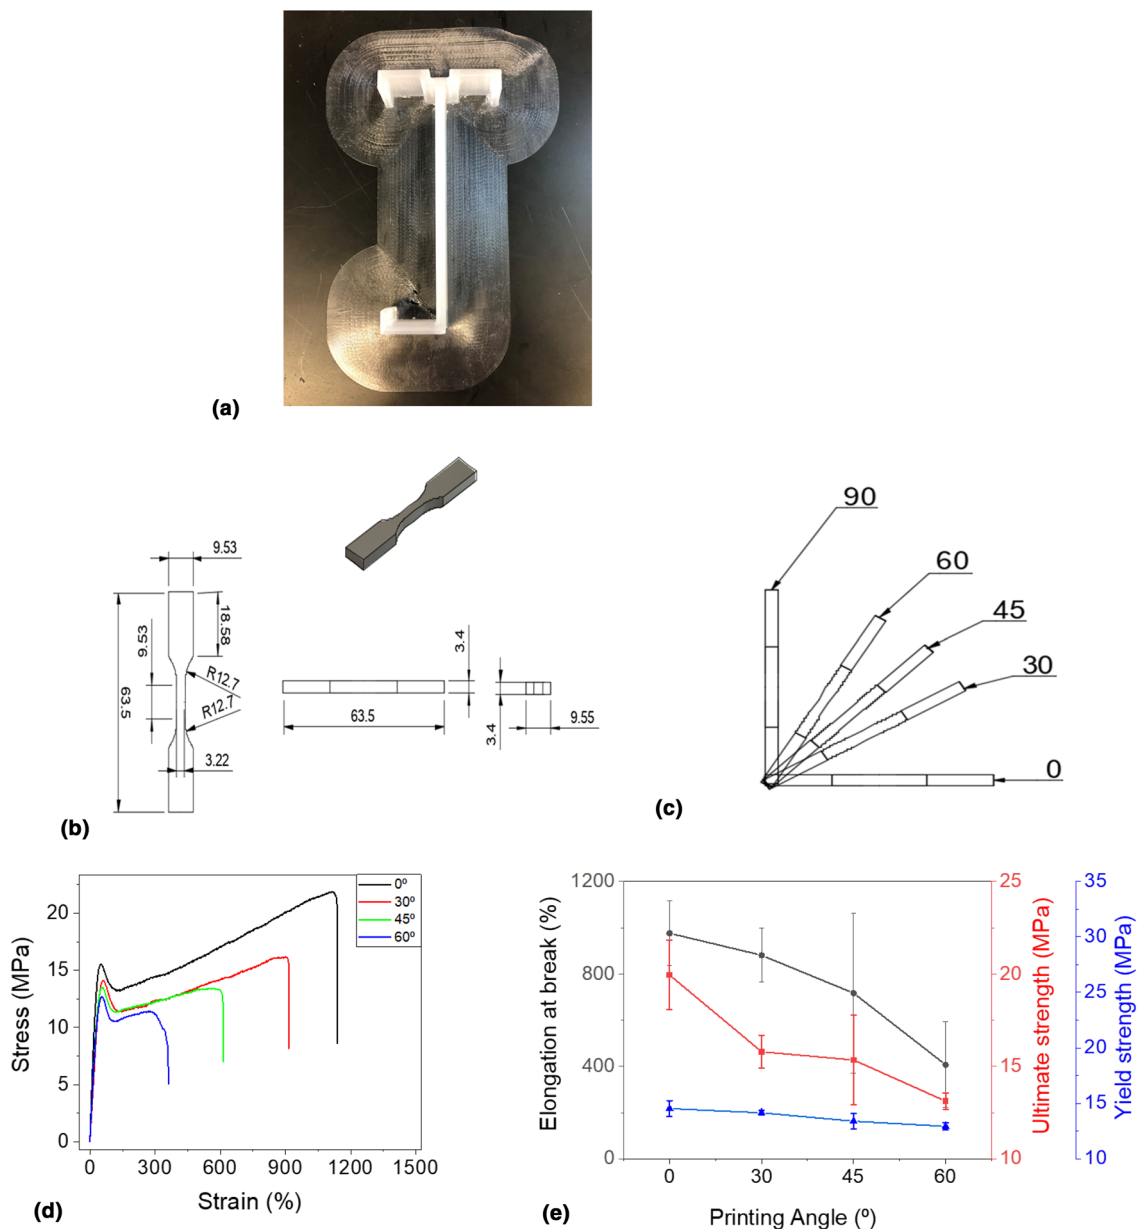 (a)
9.53
18.58
9.53
63.5
R12.7
R12.7
3.22
3.4
63.5
3.4
9.55
(b)
90
60
45
30
0
(c)
Stress (MPa)
20
15
10
5
0
0 300 600 900 1200 1500
Strain (%)
0º
30º
45º
60º
(d)
Elongation at break (%)
1200
800
400
0
0 30 45 60
Printing Angle (º)
25
20
15
10
Ultimate strength (MPa)
35
30
25
20
15
10
Yield strength (MPa)
(e)